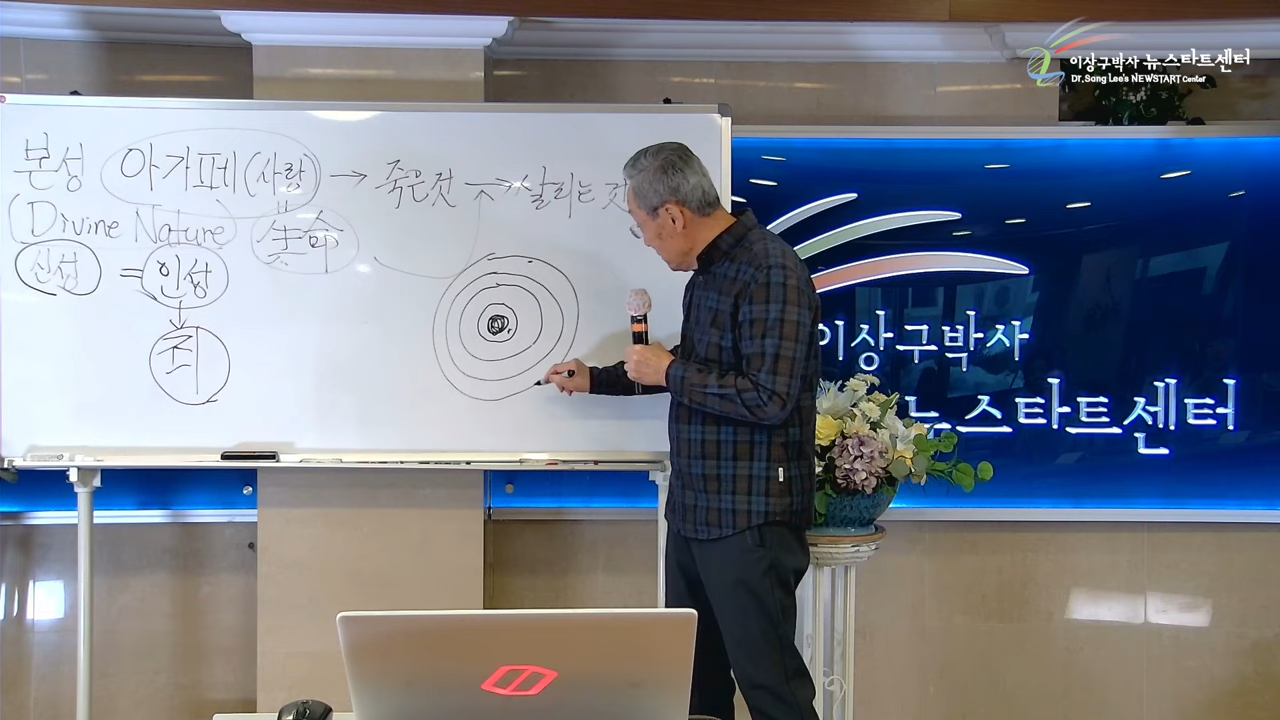 이상구박사 뉴스타트센터
Dr. Sang Lee's NEWSTART Center
본성 아가페(사랑) → 죽은것 → 살리는 것
(Divine Nature) 生命
신성 = 인성
죄
이상구박사
뉴스타트센터